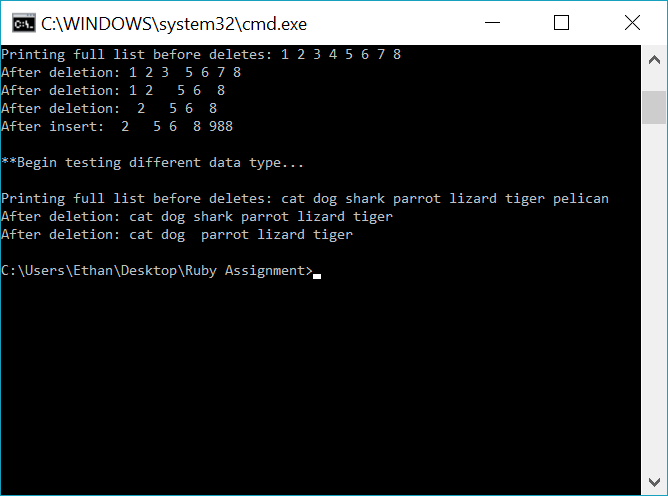 C:\WINDOWS\system32\cmd.exe
Printing full list before deletes: 1 2 3 4 5 6 7 8
After deletion: 1 2 3  5 6 7 8
After deletion: 1 2   5 6  8
After deletion:  2   5 6  8
After insert:  2   5 6  8 988
**Begin testing different data type...
Printing full list before deletes: cat dog shark parrot lizard tiger pelican
After deletion: cat dog shark parrot lizard tiger
After deletion: cat dog  parrot lizard tiger
C:\Users\Ethan\Desktop\Ruby Assignment>